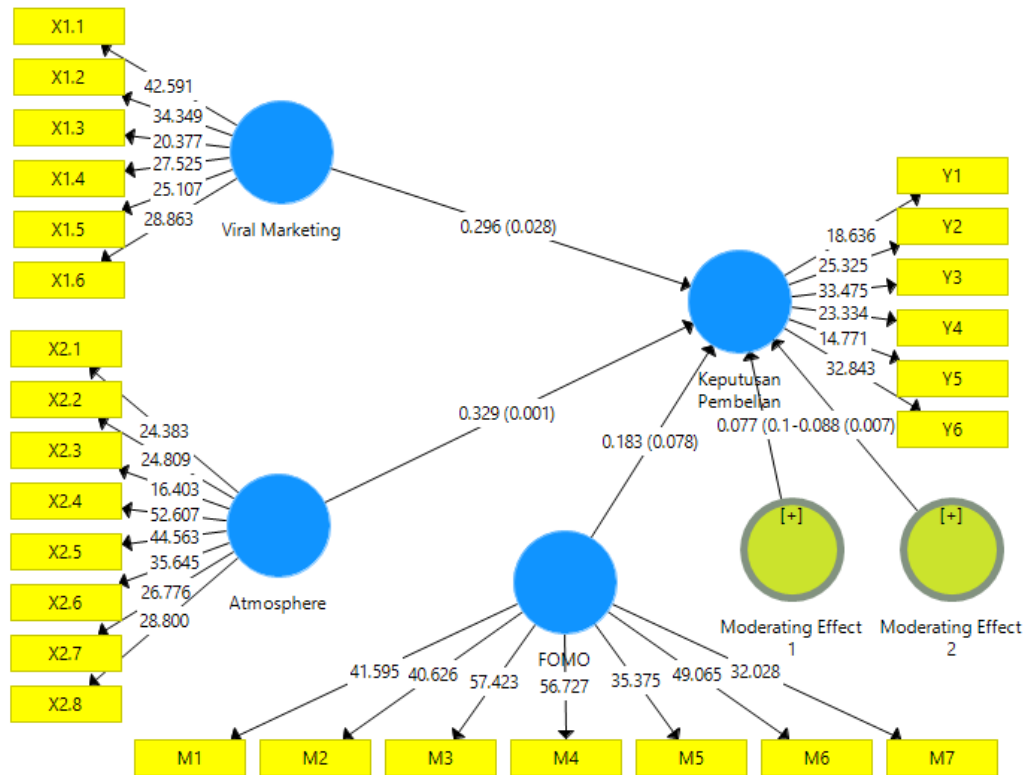 X1.1
X1.2
X1.3
X1.4
X1.5
X1.6
42.591
34.349
20.377
27.525
25.107
28.863
Viral Marketing
0.296 (0.028)
X2.1
X2.2
X2.3
X2.4
X2.5
X2.6
X2.7
X2.8
24.383
24.809
16.403
52.607
44.563
35.645
26.776
28.800
Atmosphere
0.329 (0.001)
Keputusan
Pembelian
18.636
25.325
33.475
23.334
14.771
32.843
Y1
Y2
Y3
Y4
Y5
Y6
0.183 (0.078)
0.077 (0.1
-0.088 (0.007)
[+]
[+]
Moderating Effect
1
Moderating Effect
2
FOMO
41.595
40.626
57.423
56.727
35.375
49.065
32.028
M1
M2
M3
M4
M5
M6
M7